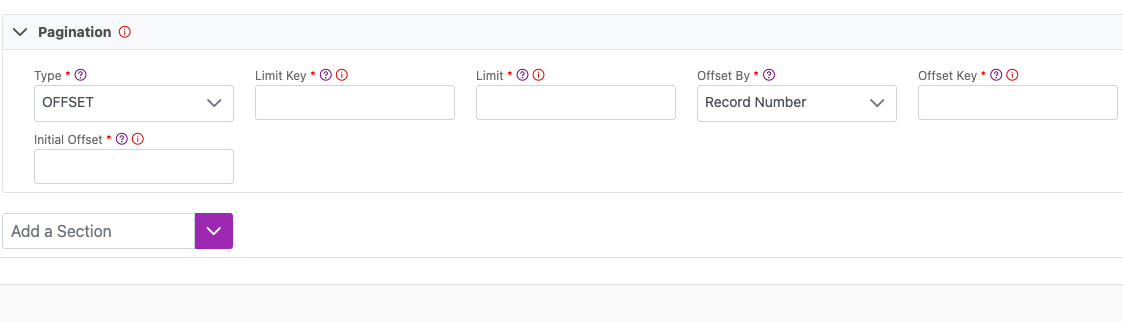 Pagination
Type * Limit Key * Limit * Offset By * Offset Key *
OFFSET Record Number
Initial Offset *
Add a Section